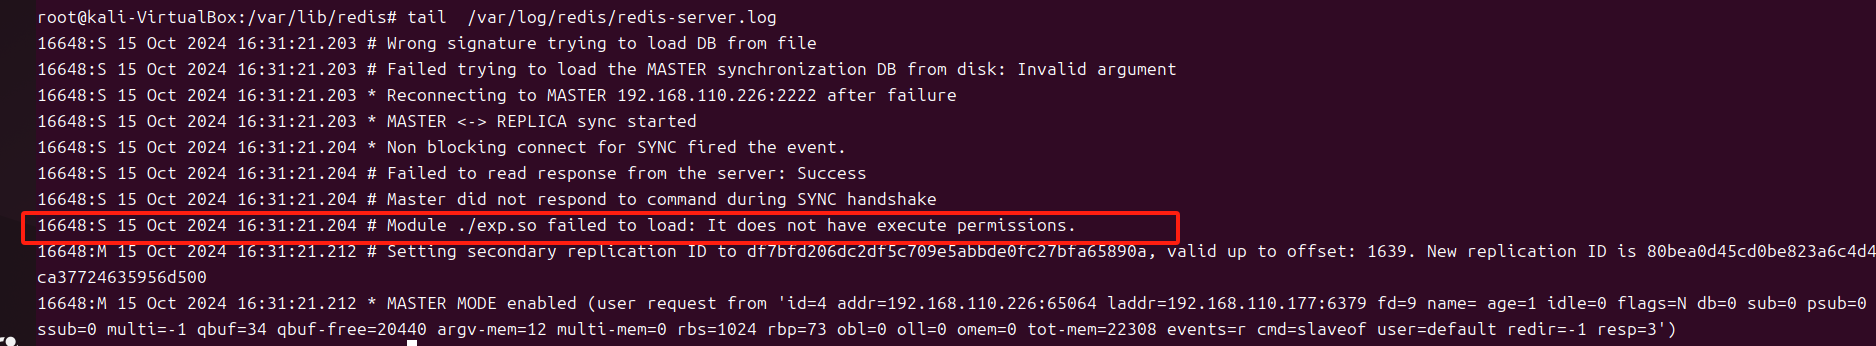 root@kali-VirtualBox:/var/lib/redis# tail  /var/log/redis/redis-server.log
16648:S 15 Oct 2024 16:31:21.203 # Wrong signature trying to load DB from file
16648:S 15 Oct 2024 16:31:21.203 # Failed trying to load the MASTER synchronization DB from disk: Invalid argument
16648:S 15 Oct 2024 16:31:21.203 * Reconnecting to MASTER 192.168.110.226:2222 after failure
16648:S 15 Oct 2024 16:31:21.203 * MASTER <-> REPLICA sync started
16648:S 15 Oct 2024 16:31:21.204 * Non blocking connect for SYNC fired the event.
16648:S 15 Oct 2024 16:31:21.204 # Failed to read response from the server: Success
16648:S 15 Oct 2024 16:31:21.204 # Master did not respond to command during SYNC handshake
16648:S 15 Oct 2024 16:31:21.204 # Module ./exp.so failed to load: It does not have execute permissions.
16648:M 15 Oct 2024 16:31:21.212 # Setting secondary replication ID to df7bfd206dc2df5c709e5abbde0fc27bfa65890a, valid up to offset: 1639. New replication ID is 80bea0d45cd0be823a6c4d4
ca37724635956d500
16648:M 15 Oct 2024 16:31:21.212 * MASTER MODE enabled (user request from 'id=4 addr=192.168.110.226:65064 laddr=192.168.110.177:6379 fd=9 name= age=1 idle=0 flags=N db=0 sub=0 psub=0
ssub=0 multi=-1 qbuf=34 qbuf-free=20440 argv-mem=12 multi-mem=0 rbs=1024 rbp=73 obl=0 oll=0 omem=0 tot-mem=22308 events=r cmd=slaveof user=default redir=-1 resp=3')